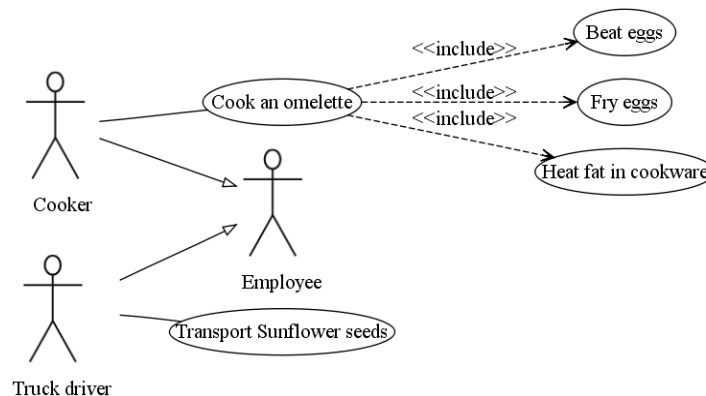 Beat eggs
<<include>>
Cook an omelette
<<include>>
Fry eggs
<<include>>
Heat fat in cookware
Cooker
Employee
Transport Sunflower seeds
Truck driver